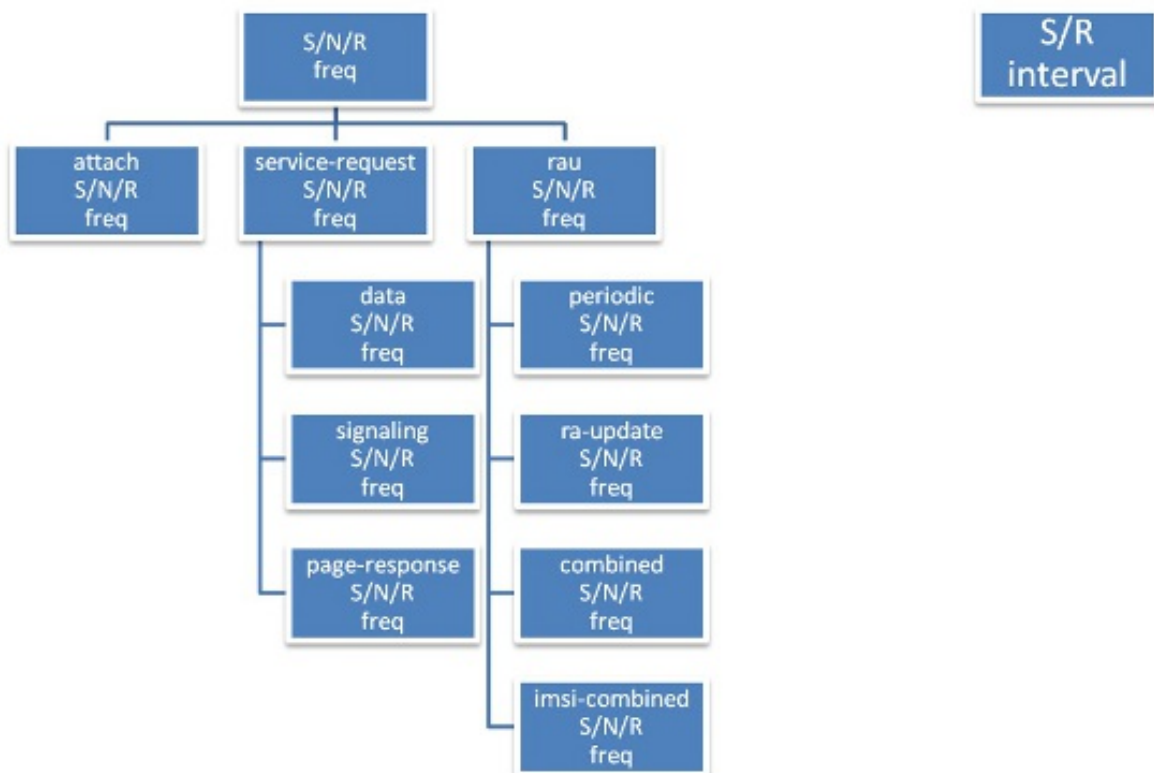 S/N/R
freq
S/R
interval
attach
S/N/R
freq
service-request
S/N/R
freq
rau
S/N/R
freq
data
S/N/R
freq
periodic
S/N/R
freq
signaling
S/N/R
freq
ra-update
S/N/R
freq
page-response
S/N/R
freq
combined
S/N/R
freq
imsi-combined
S/N/R
freq